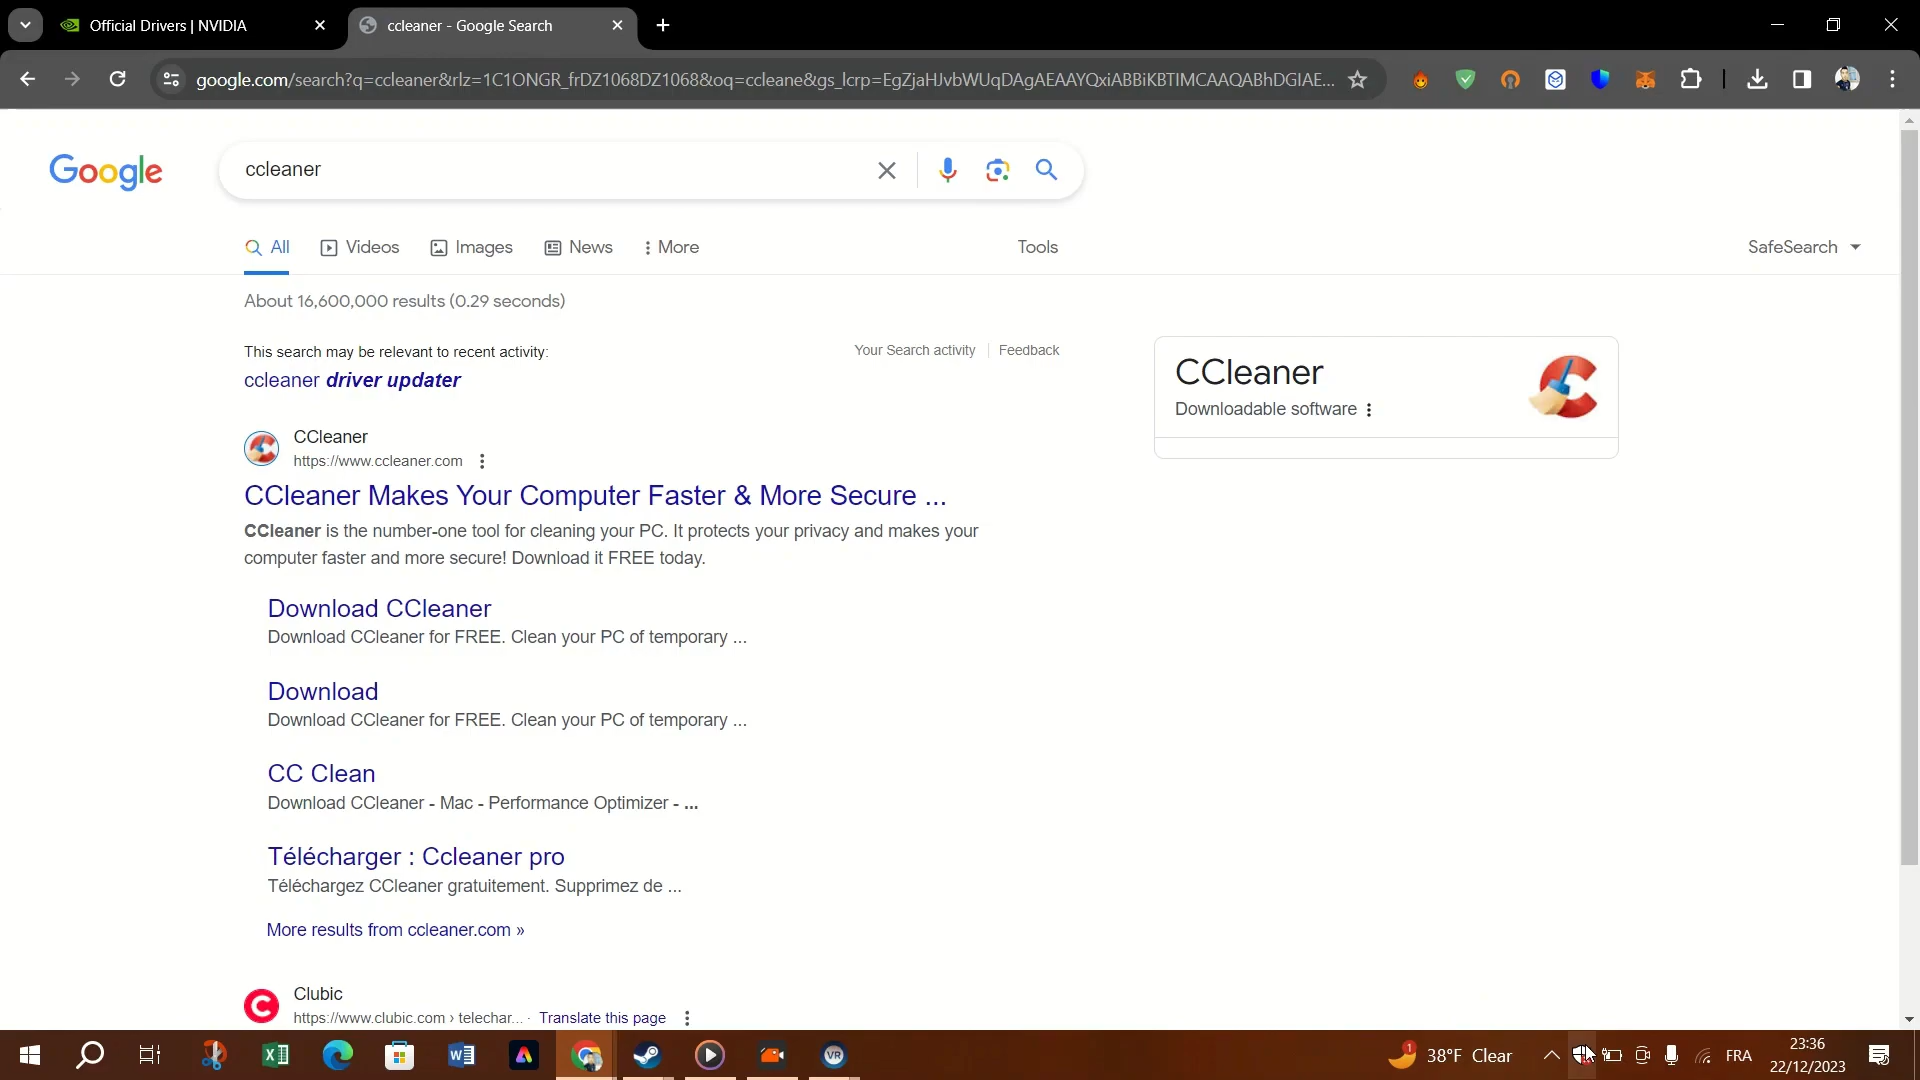 Official Drivers | NVIDIA
ccleaner - Google Search
google.com/search?q=ccleaner&rlz=1C1ONGR_frDZ1068DZ1068&oq=ccleane&gs_lcrp=EgZjaHJvbWUqDAgAEAAYQxiABBiKBTIMCAAQABhDGIAE...
Google
ccleaner
All
Videos
Images
News
More
Tools
SafeSearch
About 16,600,000 results (0.29 seconds)
This search may be relevant to recent activity:
Your Search activity
Feedback
ccleaner driver updater
CCleaner
Downloadable software
CCleaner
https://www.ccleaner.com
CCleaner Makes Your Computer Faster & More Secure ...
CCleaner is the number-one tool for cleaning your PC. It protects your privacy and makes your
computer faster and more secure! Download it FREE today.
Download CCleaner
Download CCleaner for FREE. Clean your PC of temporary ...
Download
Download CCleaner for FREE. Clean your PC of temporary ...
CC Clean
Download CCleaner - Mac - Performance Optimizer - ...
Télécharger : Ccleaner pro
Téléchargez CCleaner gratuitement. Supprimez de ...
More results from ccleaner.com »
Clubic
https://www.clubic.com › telechar... · Translate this page
1
38°F Clear
FRA
23:36
22/12/2023